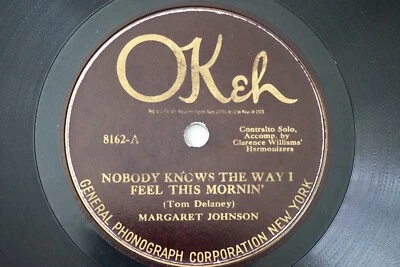 OKeh
8162-A
Contralto Solo,
Accomp. by
Clarence Williams'
Harmonizers
NOBODY KNOWS THE WAY I
FEEL THIS MORNIN'
(Tom Delaney)
MARGARET JOHNSON
GENERAL PHONOGRAPH CORPORATION NEW YORK